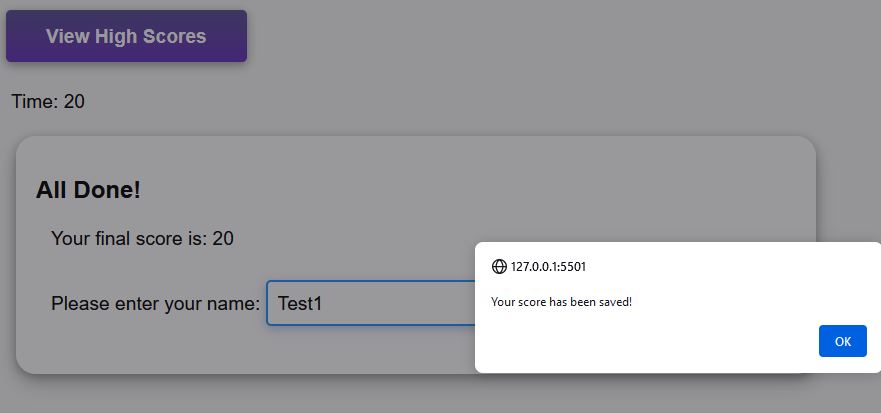 View High Scores
Time: 20
All Done!
Your final score is: 20
Please enter your name: Test1
127.0.0.1:5501
Your score has been saved!
OK